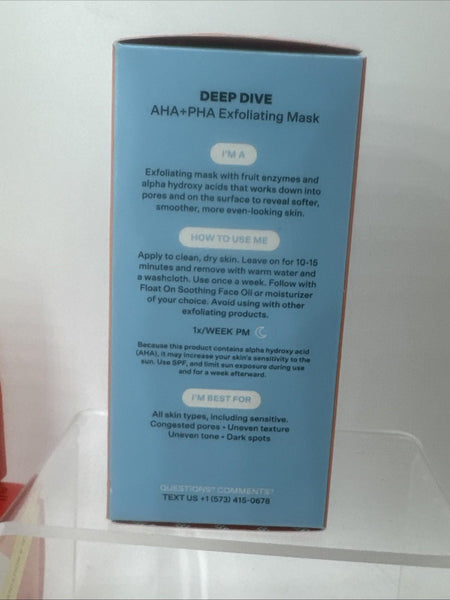 DEEP DIVE
AHA+PHA Exfoliating Mask
I'M A
Exfoliating mask with fruit enzymes and
alpha hydroxy acids that works down into
pores and on the surface to reveal softer,
smoother, more even-looking skin.
HOW TO USE ME
Apply to clean, dry skin. Leave on for 10-15
minutes and remove with warm water and
a washcloth. Use once a week. Follow with
Float On Soothing Face Oil or moisturizer
of your choice. Avoid using with other
exfoliating products.
1x/WEEK PM
Because this product contains alpha hydroxy acid
(AHA), it may increase your skin's sensitivity to the
sun. Use SPF, and limit sun exposure during use
and for a week afterward.
I'M BEST FOR
All skin types, including sensitive.
Congested pores • Uneven texture
Uneven tone • Dark spots
QUESTIONS? COMMENTS?
TEXT US +1 (573) 415-0678